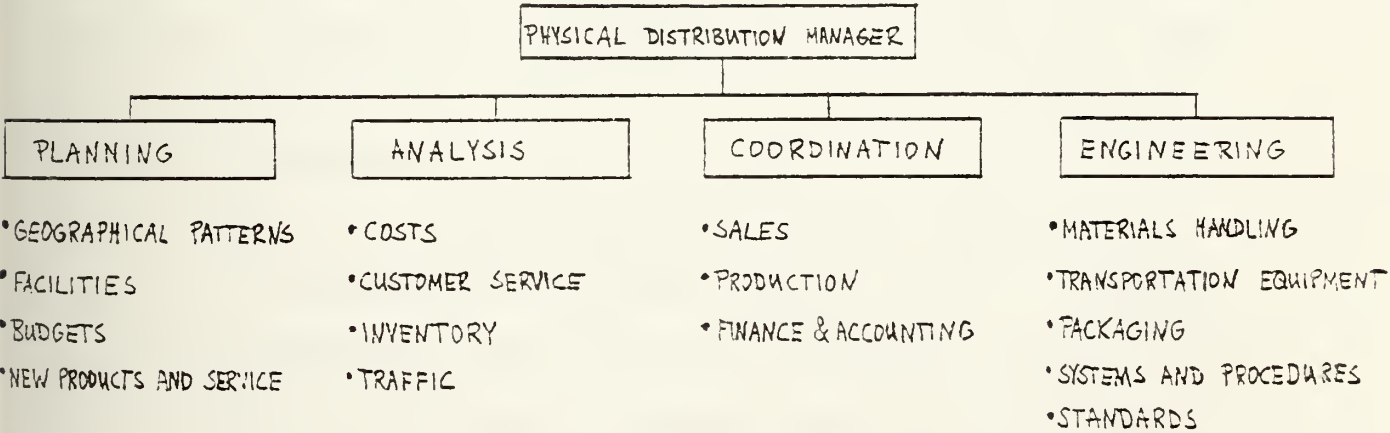 PHYSICAL DISTRIBUTION MANAGER
PLANNING
• GEOGRAPHICAL PATTERNS
• FACILITIES
• BUDGETS
• NEW PRODUCTS AND SERVICE
ANALYSIS
• COSTS
• CUSTOMER SERVICE
• INVENTORY
• TRAFFIC
COORDINATION
• SALES
• PRODUCTION
• FINANCE & ACCOUNTING
ENGINEERING
• MATERIALS HANDLING
• TRANSPORTATION EQUIPMENT
• PACKAGING
• SYSTEMS AND PROCEDURES
• STANDARDS